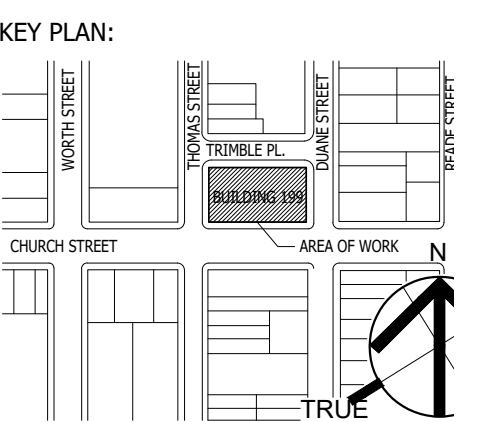 KEY PLAN:
WORTH STREET
THOMAS STREET
DUANE STREET
READE STREET
TRIMBLE PL.
BUILDING 199
CHURCH STREET
AREA OF WORK
N
TRUE